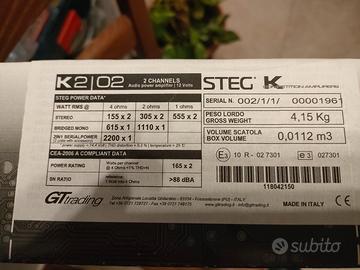 K2|02
2 CHANNELS
Audio power amplifier / 12 Volts
STEG K
STEG POWER DATA*
SERIAL N. 002/1/1/ 00001961
WATT RMS @ 4 ohms 2 ohms 1 ohms
STEREO 155 x 2 305 x 2 555 x 2
BRIDGED MONO 615 x 1 1110 x 1
2IN1 SERIALPOWER 2200 x 1
PESO LORDO
GROSS WEIGHT
4,15 Kg
VOLUME SCATOLA
BOX VOLUME
0,0112 m3
CEA-2006 A COMPLIANT DATA
POWER RATING 165 x 2
SN RATIO >88 dBA
E3 10 R - 027301
e3 027301
118042150
GTtrading
MADE IN ITALY
CE
subito